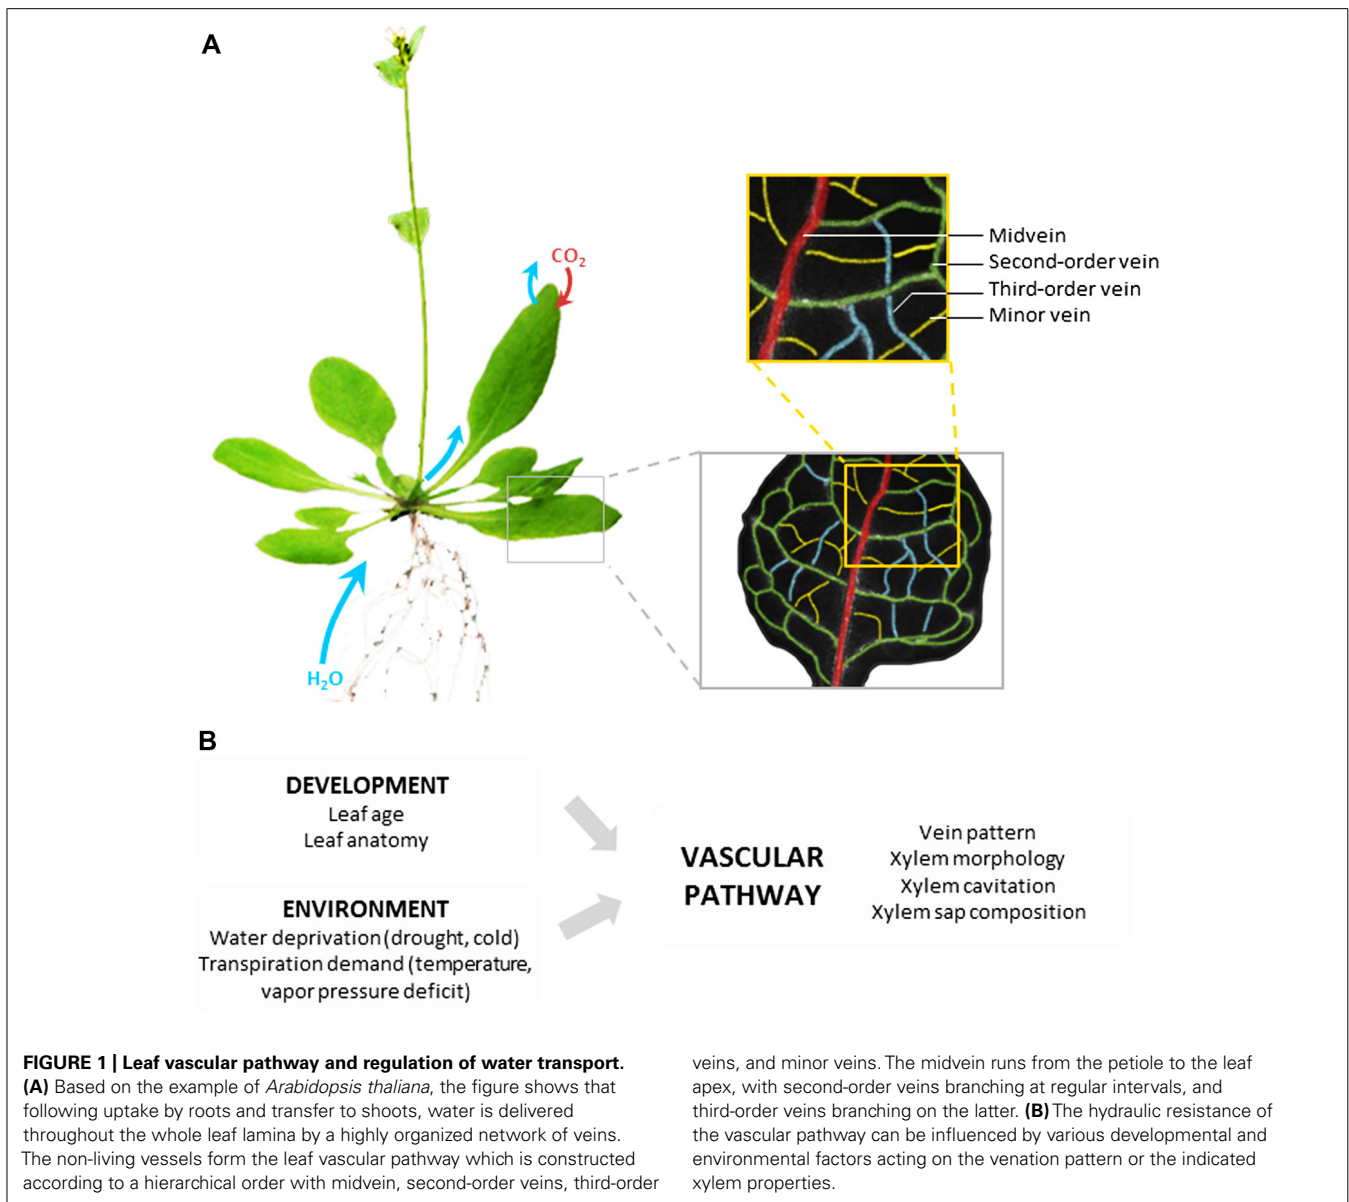 A
CO₂
H₂O
Midvein
Second-order vein
Third-order vein
Minor vein
B
DEVELOPMENT
Leaf age
Leaf anatomy
ENVIRONMENT
Water deprivation (drought, cold)
Transpiration demand (temperature,
vapor pressure deficit)
VASCULAR
PATHWAY
Vein pattern
Xylem morphology
Xylem cavitation
Xylem sap composition
FIGURE 1 | Leaf vascular pathway and regulation of water transport.
(A) Based on the example of Arabidopsis thaliana, the figure shows that
following uptake by roots and transfer to shoots, water is delivered
throughout the whole leaf lamina by a highly organized network of veins.
The non-living vessels form the leaf vascular pathway which is constructed
according to a hierarchical order with midvein, second-order veins, third-order
veins, and minor veins. The midvein runs from the petiole to the leaf
apex, with second-order veins branching at regular intervals, and
third-order veins branching on the latter. (B) The hydraulic resistance of
the vascular pathway can be influenced by various developmental and
environmental factors acting on the venation pattern or the indicated
xylem properties.